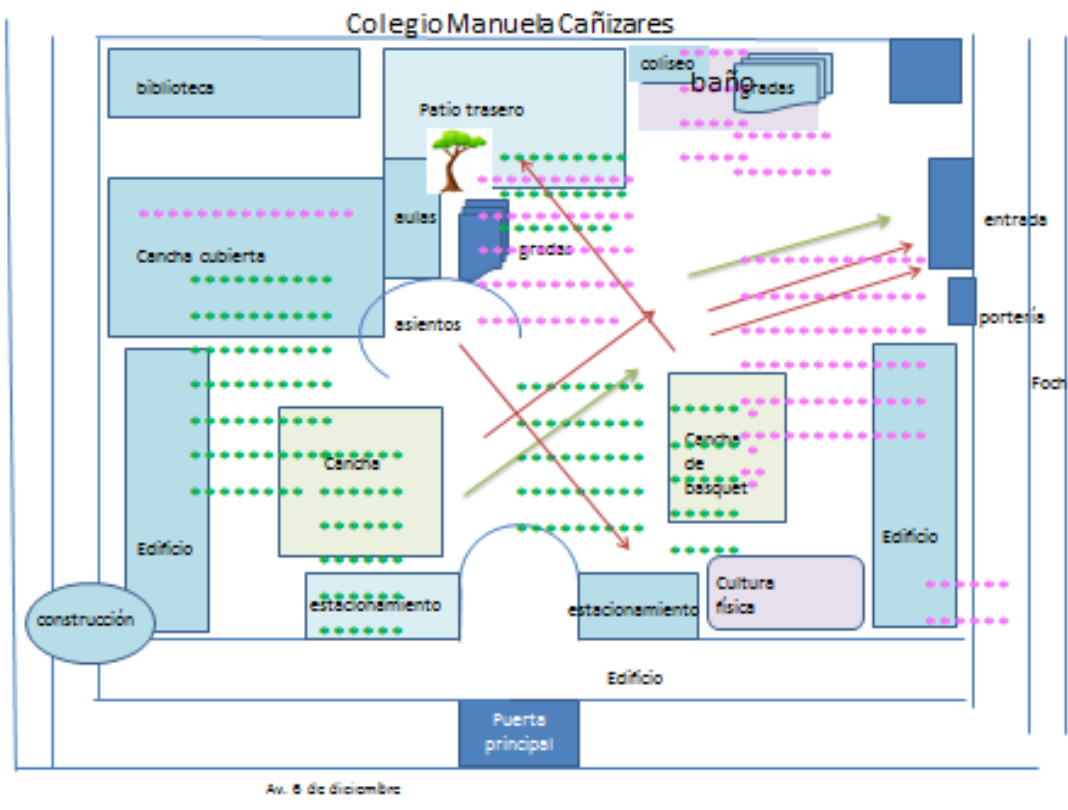 Colegio Manuela Cañizares
biblioteca
Patio trasero
coliseo
baño
gradas
aulas
gradas
entrada
Cancha cubierta
asientos
portería
Foch
Cancha
Cancha
de
basquet
Edificio
Edificio
construcción
estacionamiento
estacionamiento
Cultura
física
Edificio
Puerta
principal
Av. 6 de diciembre